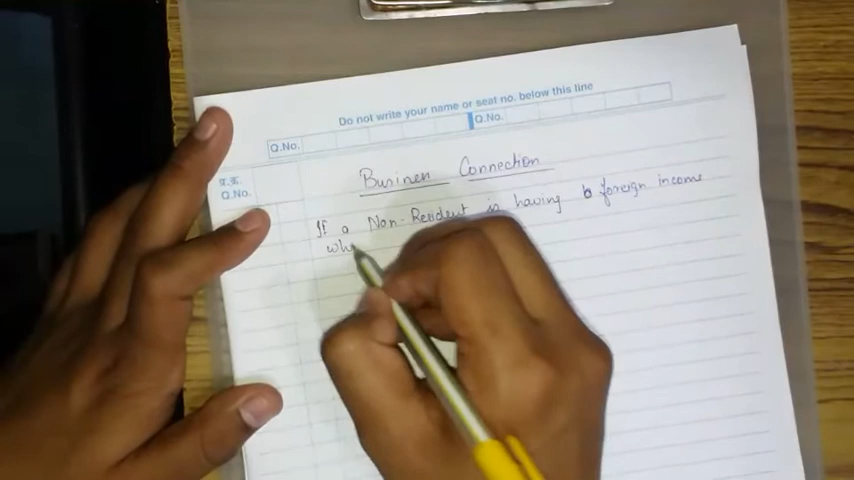 Do not write your name or seat no. below this line
Q.No. Q.No.
प्र.क्र.
Q.No.
Business Connection
If a Non-Resident is having foreign income